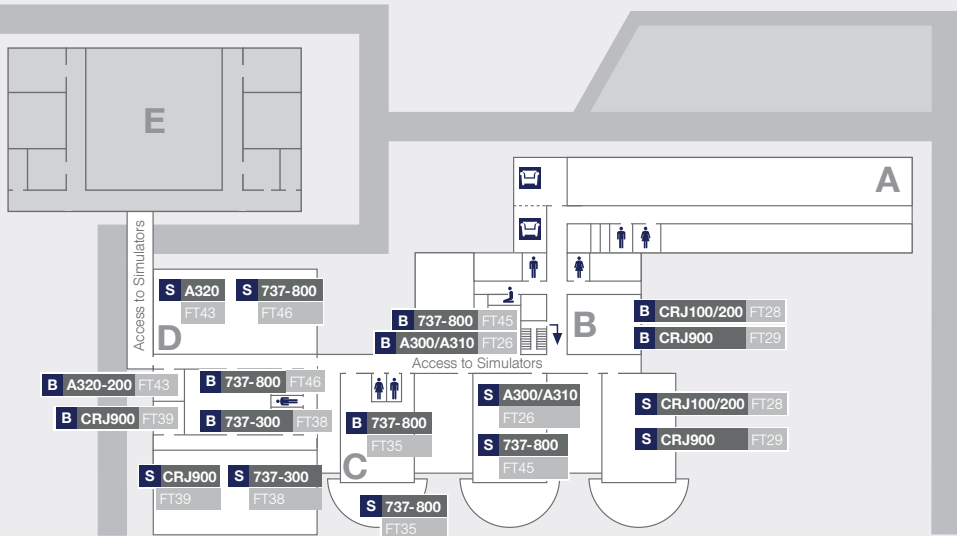 E
A
Access to Simulators
S A320
FT43
S 737-800
FT46
D
B 737-800 FT45
B A300/A310 FT26
B
B CRJ100/200 FT28
B CRJ900 FT29
Access to Simulators
B A320-200 FT43
B 737-800 FT46
B CRJ900 FT39
B 737-300 FT38
B 737-800
FT35
C
S A300/A310
FT26
S 737-800
FT45
S CRJ100/200 FT28
S CRJ900 FT29
S CRJ900
FT39
S 737-300
FT38
S 737-800
FT35